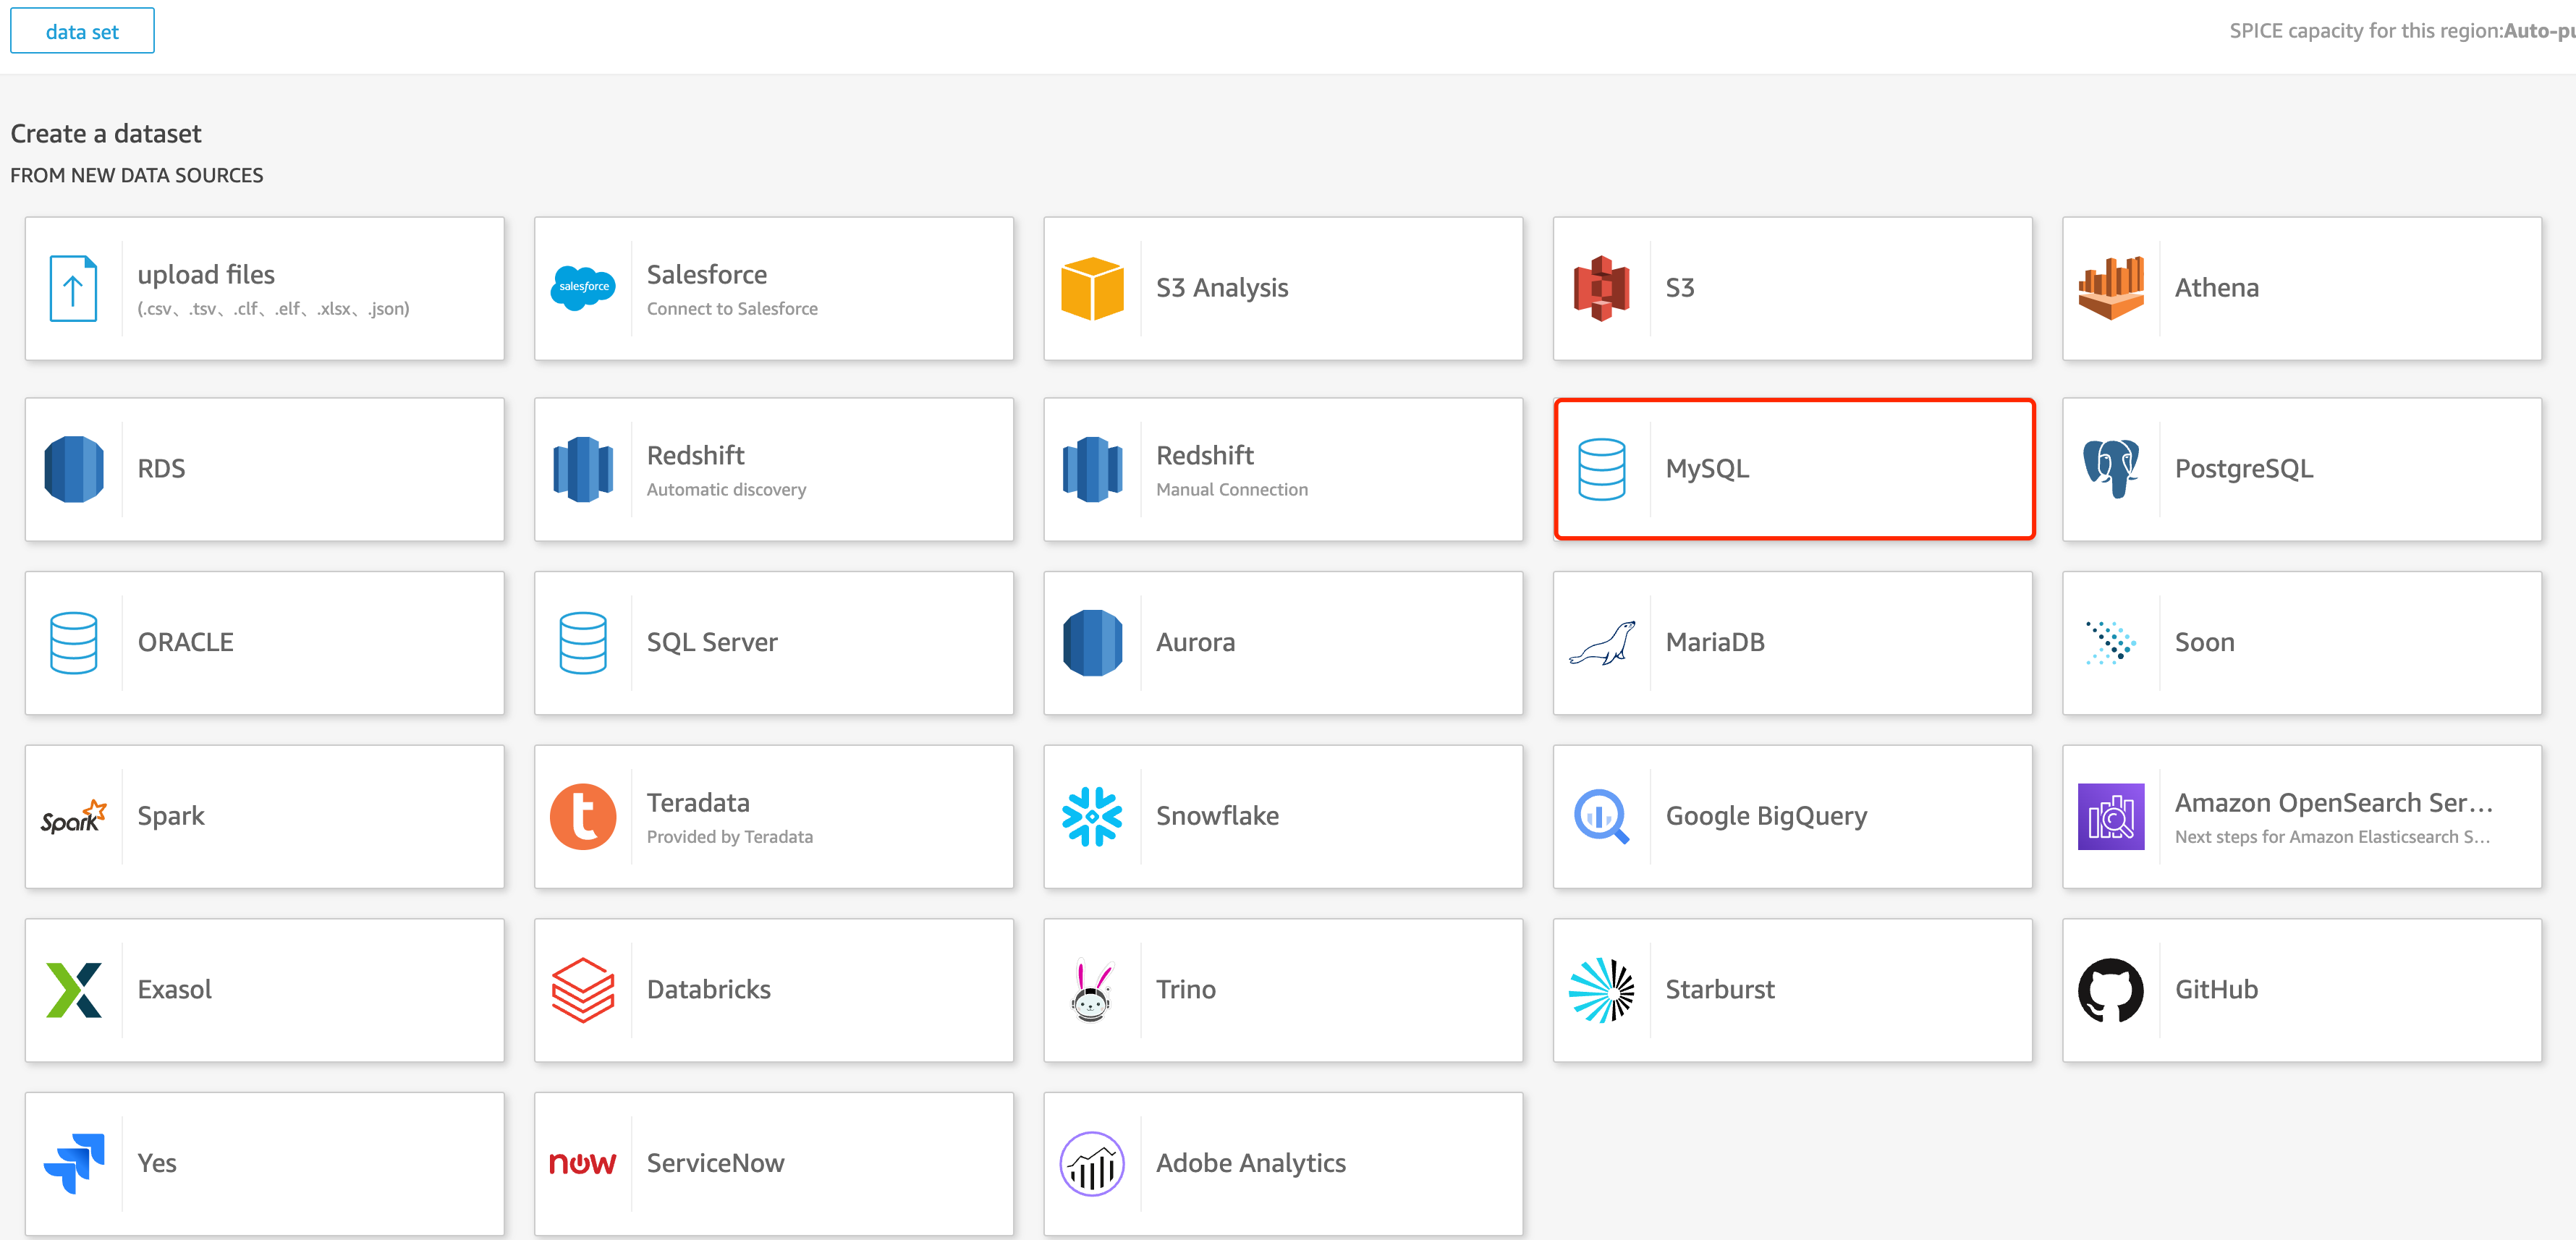 data set
SPICE capacity for this region:Auto-pu
Create a dataset
FROM NEW DATA SOURCES
upload files
(.csv、.tsv、.clf、.elf、.xlsx、.json)
salesforce
Salesforce
Connect to Salesforce
S3 Analysis
S3
Athena
RDS
Redshift
Automatic discovery
Redshift
Manual Connection
MySQL
PostgreSQL
ORACLE
SQL Server
Aurora
MariaDB
Soon
Spark
Spark
t
Teradata
Provided by Teradata
Snowflake
Google BigQuery
Amazon OpenSearch Ser...
Next steps for Amazon Elasticsearch S...
Exasol
Databricks
Trino
Starburst
GitHub
Yes
now
ServiceNow
Adobe Analytics